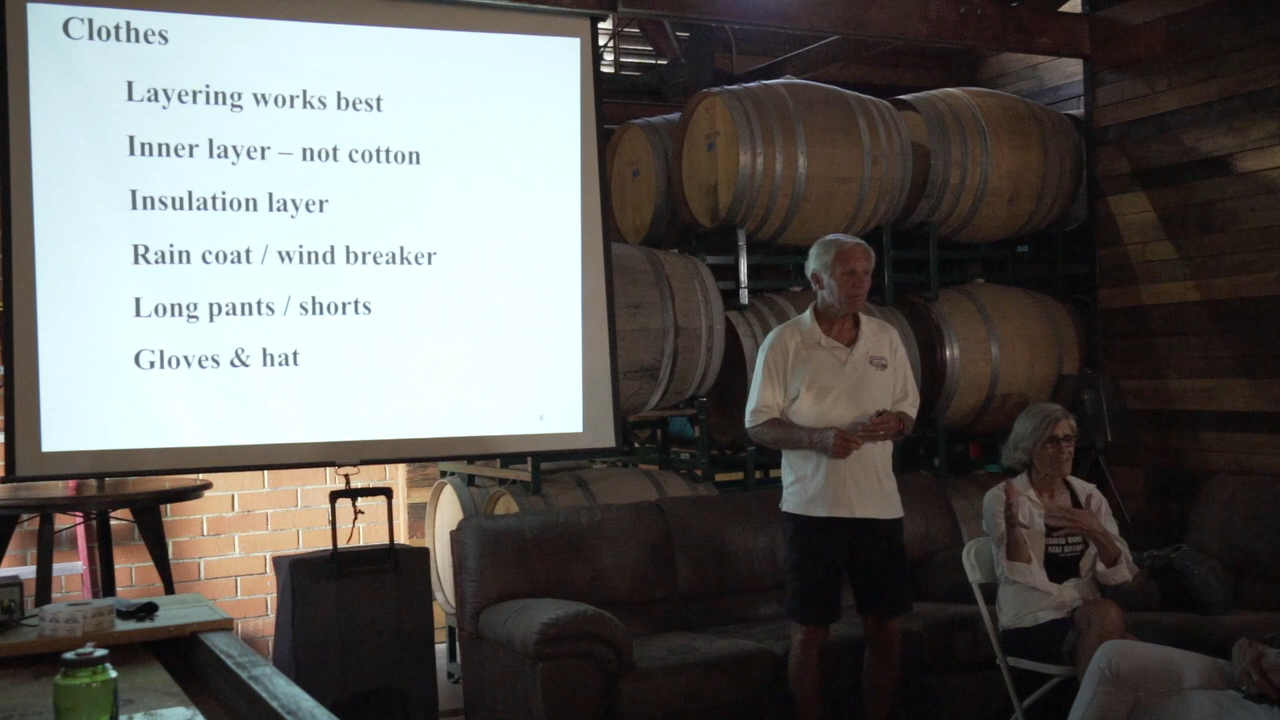 Clothes
Layering works best
Inner layer – not cotton
Insulation layer
Rain coat / wind breaker
Long pants / shorts
Gloves & hat